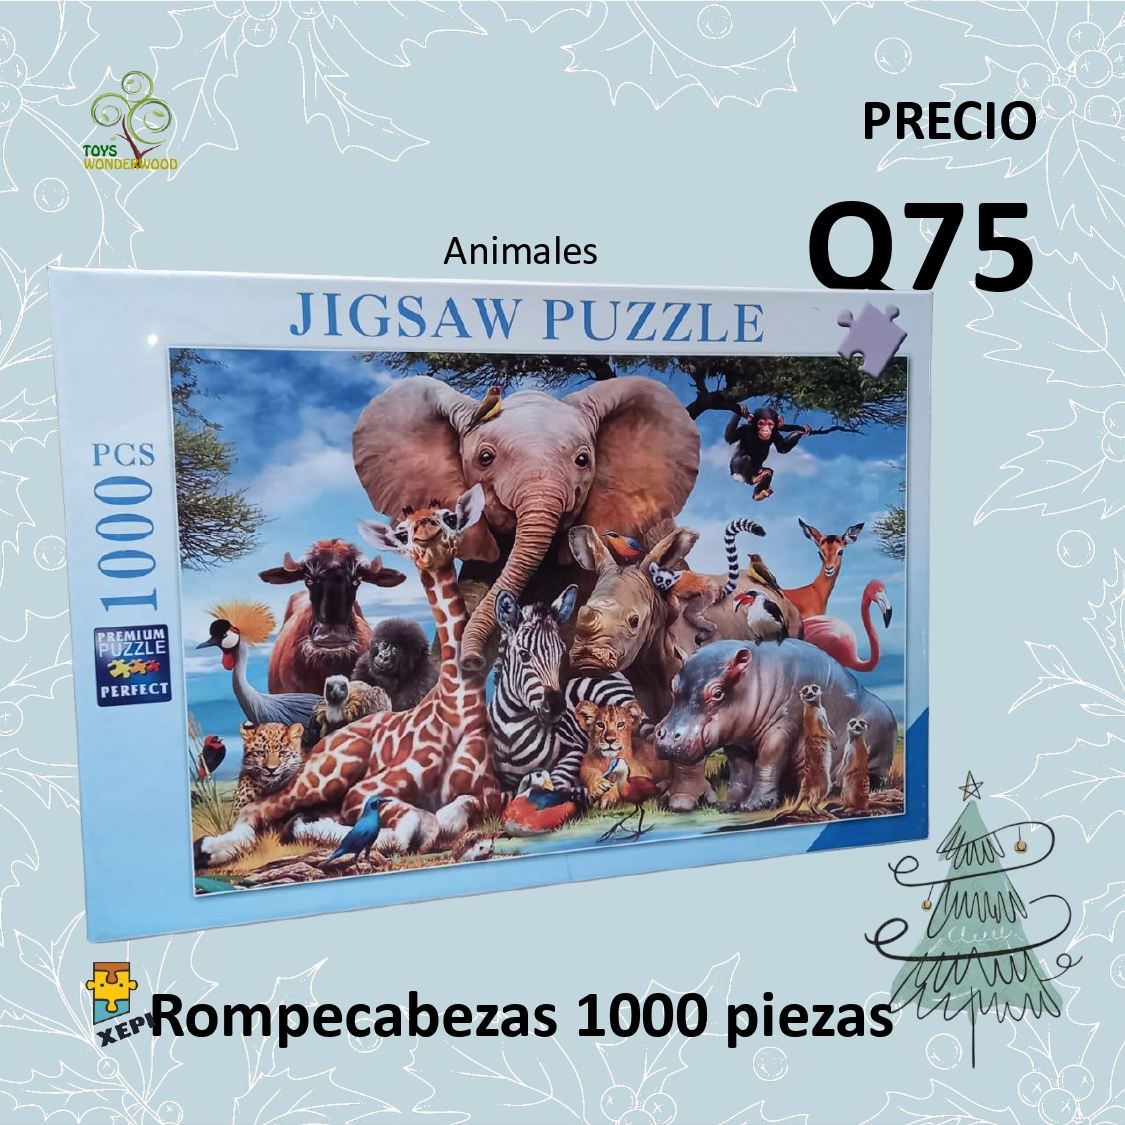 TOYS
WONDERWOOD
PRECIO
Q75
Animales
JIGSAW PUZZLE
PCS
1000
PREMIUM
PUZZLE
PERFECT
Rompecabezas 1000 piezas